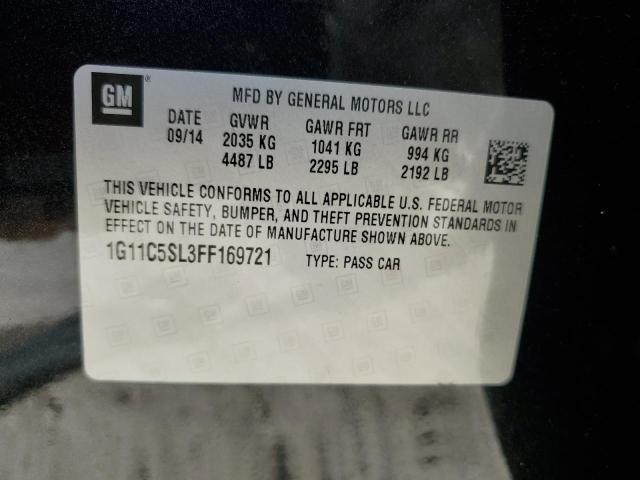 GM
MFD BY GENERAL MOTORS LLC
DATE GVWR GAWR FRT GAWR RR
09/14 2035 KG 1041 KG 994 KG
4487 LB 2295 LB 2192 LB
THIS VEHICLE CONFORMS TO ALL APPLICABLE U.S. FEDERAL MOTOR
VEHICLE SAFETY, BUMPER, AND THEFT PREVENTION STANDARDS IN
EFFECT ON THE DATE OF MANUFACTURE SHOWN ABOVE.
1G11C5SL3FF169721 TYPE: PASS CAR